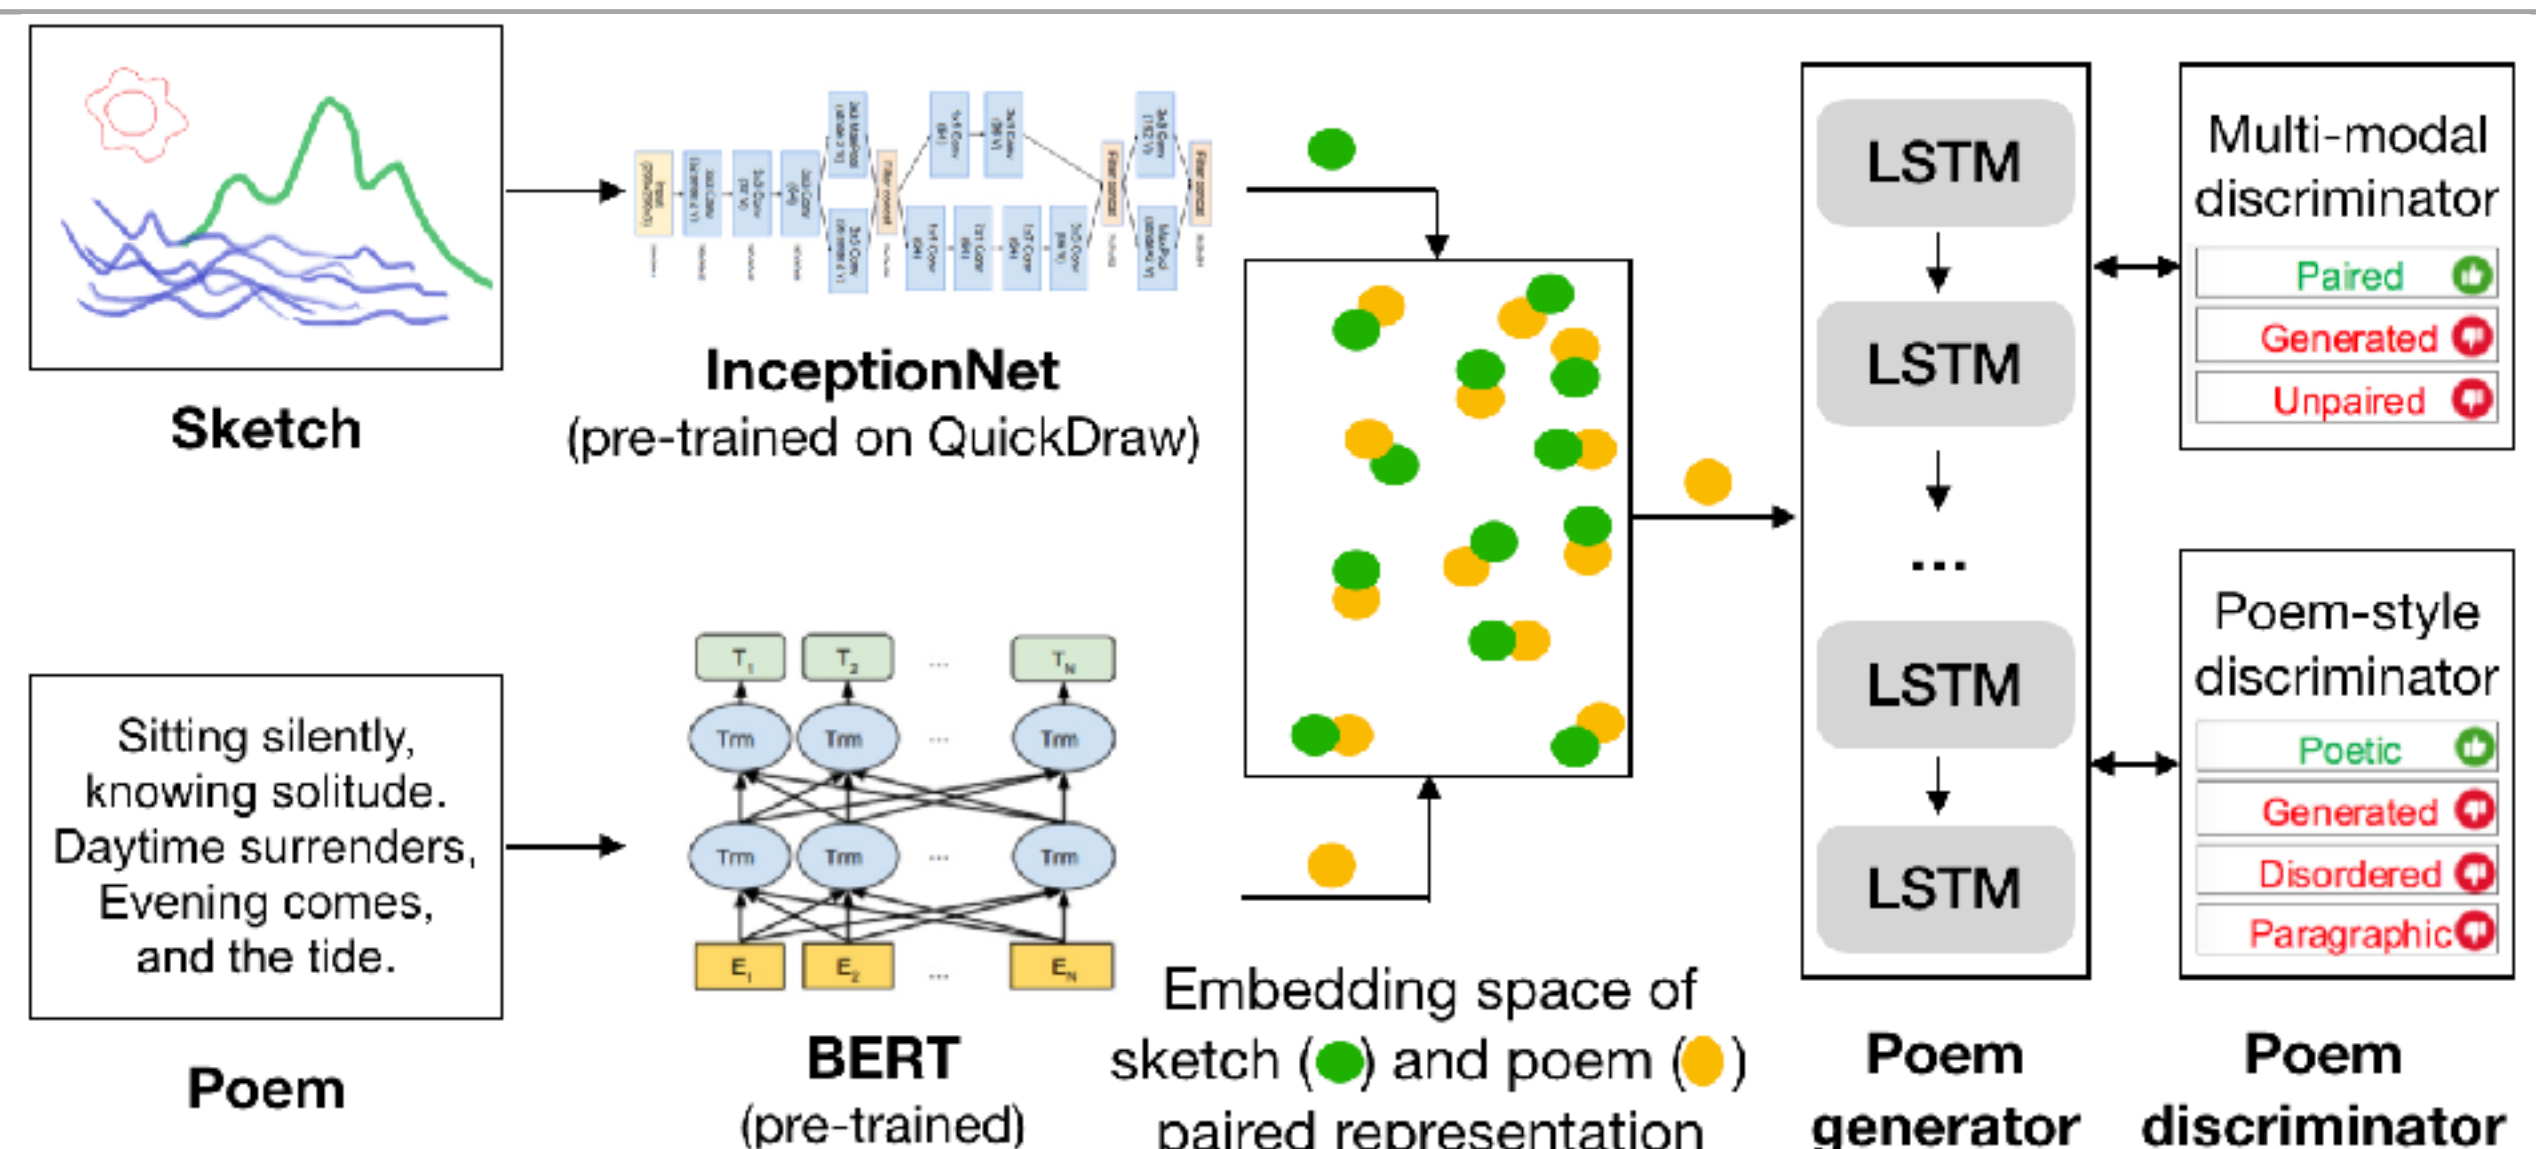 Sketch
InceptionNet
(pre-trained on QuickDraw)
Sitting silently,
knowing solitude.
Daytime surrenders,
Evening comes,
and the tide.
Poem
T1 T2 ... TN
Trm Trm ... Trm
Trm Trm ... Trm
E1 E2 ... EN
BERT
(pre-trained)
Embedding space of
sketch ( ) and poem ( )
paired representation
LSTM
LSTM
...
LSTM
LSTM
Poem
generator
Multi-modal
discriminator
Paired
Generated
Unpaired
Poem-style
discriminator
Poetic
Generated
Disordered
Paragraphic
Poem
discriminator